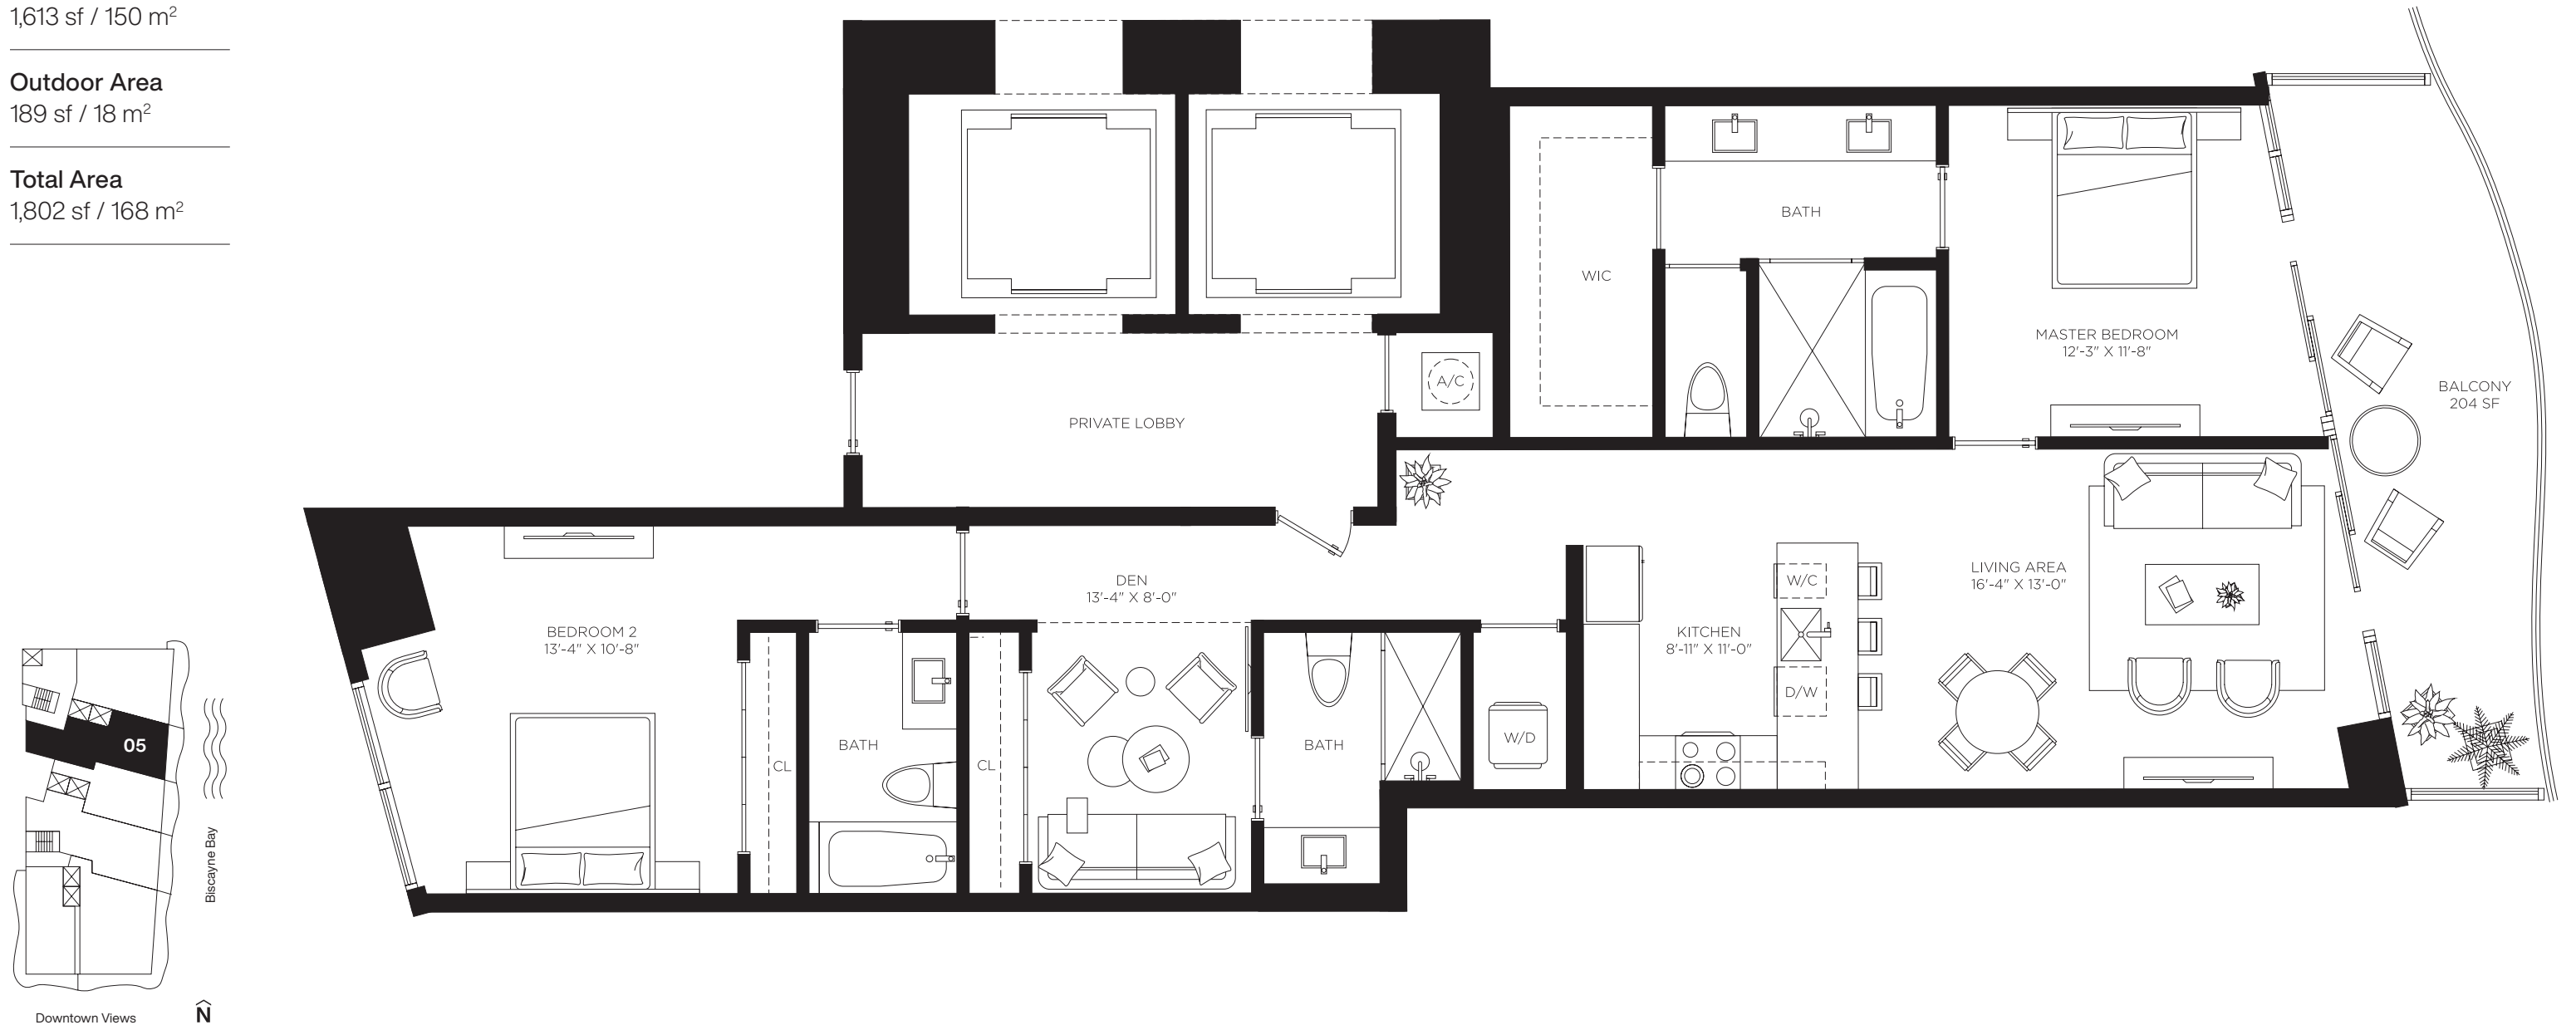 1,613 sf / 150 m²
Outdoor Area
189 sf / 18 m²
Total Area
1,802 sf / 168 m²
BATH
WIC
MASTER BEDROOM
12'-3" X 11'-8"
A/C
BALCONY
204 SF
PRIVATE LOBBY
DEN
13'-4" X 8'-0"
W/C
LIVING AREA
16'-4" X 13'-0"
BEDROOM 2
13'-4" X 10'-8"
KITCHEN
8'-11" X 11'-0"
D/W
BATH
CL
CL
BATH
W/D
05
Biscayne Bay
Downtown Views
N